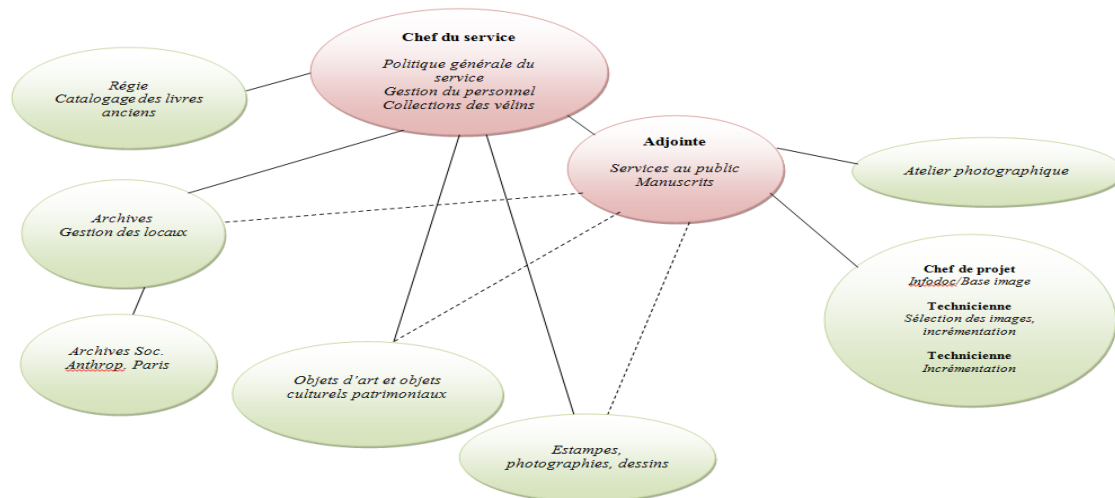 Chef du service
Politique générale du
service
Gestion du personnel
Collections des vélins
Régie
Catalogage des livres
anciens
Adjointe
Services au public
Manuscrits
Atelier photographique
Archives
Gestion des locaux
Chef de projet
Infodoc/Base image
Technicienne
Sélection des images,
incrémentation
Technicienne
Incrémentation
Archives Soc.
Anthrop. Paris
Objets d'art et objets
culturels patrimoniaux
Estampes,
photographies, dessins